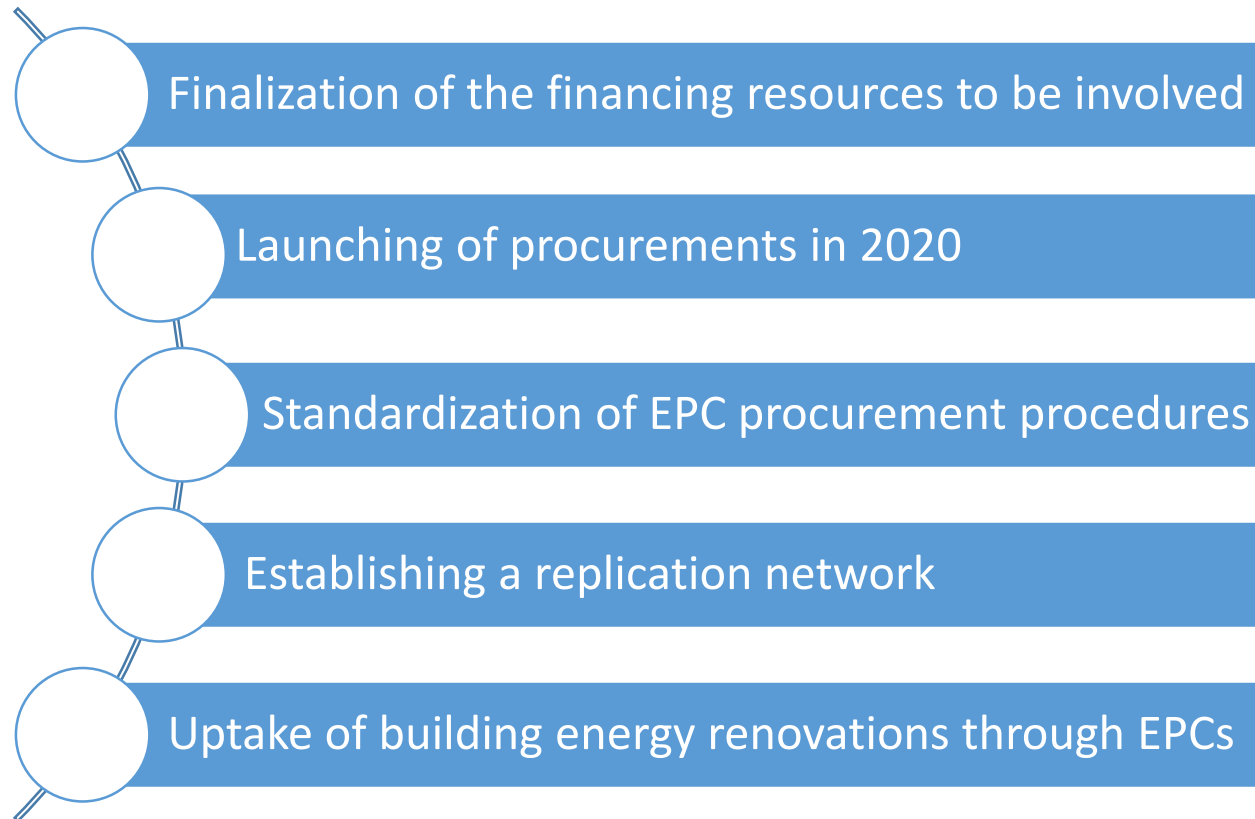 Finalization of the financing resources to be involved
Launching of procurements in 2020
Standardization of EPC procurement procedures
Establishing a replication network
Uptake of building energy renovations through EPCs